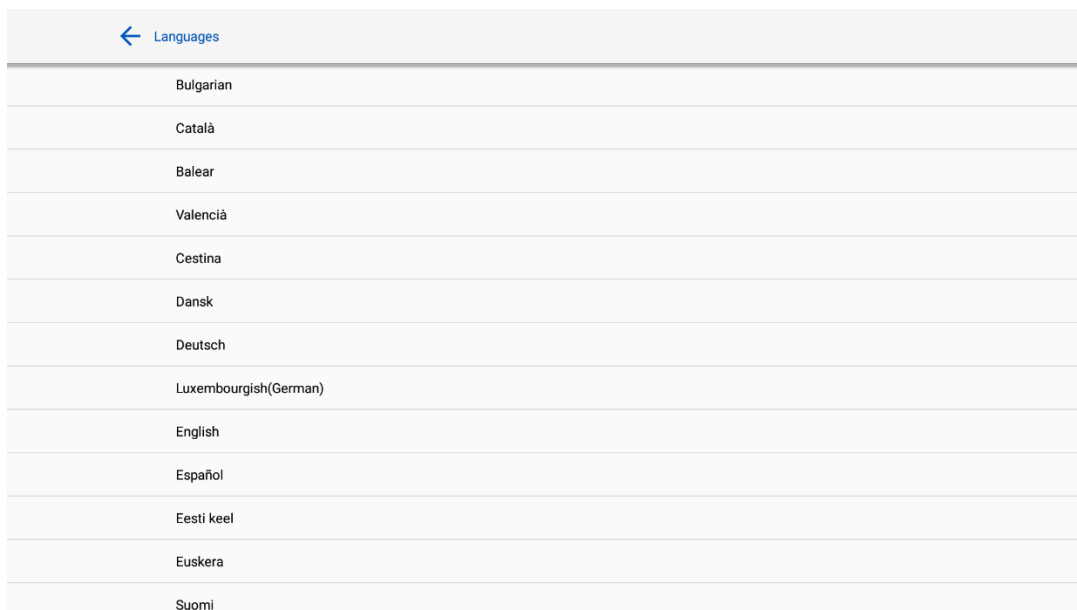 Languages
Bulgarian
Català
Balear
Valencià
Cestina
Dansk
Deutsch
Luxembourgish(German)
English
Español
Eesti keel
Euskera
Suomi